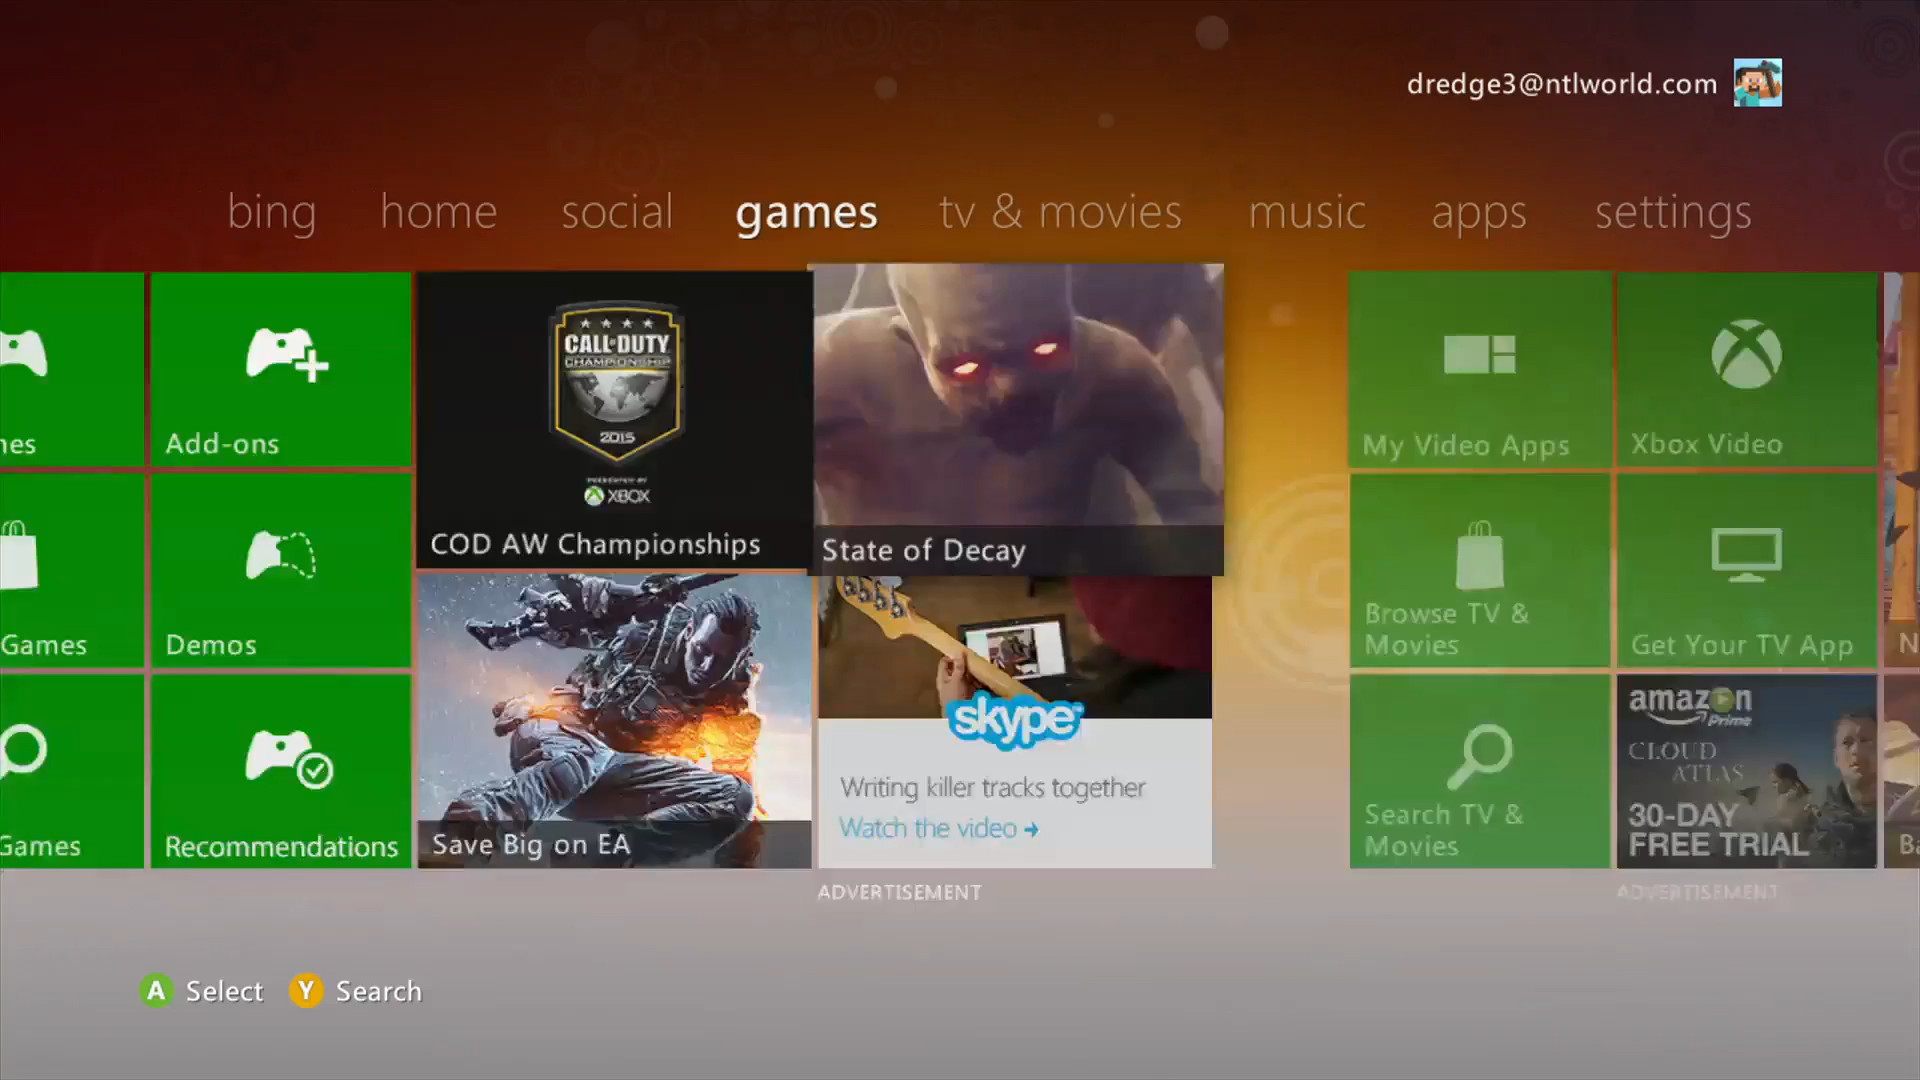 dredge3@ntlworld.com
bing home social games tv & movies music apps settings
Add-ons
CALL OF DUTY
CHAMPIONSHIP
2015
PRESENTED BY
XBOX
COD AW Championships
State of Decay
My Video Apps
Xbox Video
Games
Demos
Browse TV &
Movies
Get Your TV App
Games
Recommendations
Save Big on EA
skype
Writing killer tracks together
Watch the video
ADVERTISEMENT
Search TV &
Movies
amazon
Prime
CLOUD
ATLAS
30-DAY
FREE TRIAL
ADVERTISEMENT
A Select Y Search